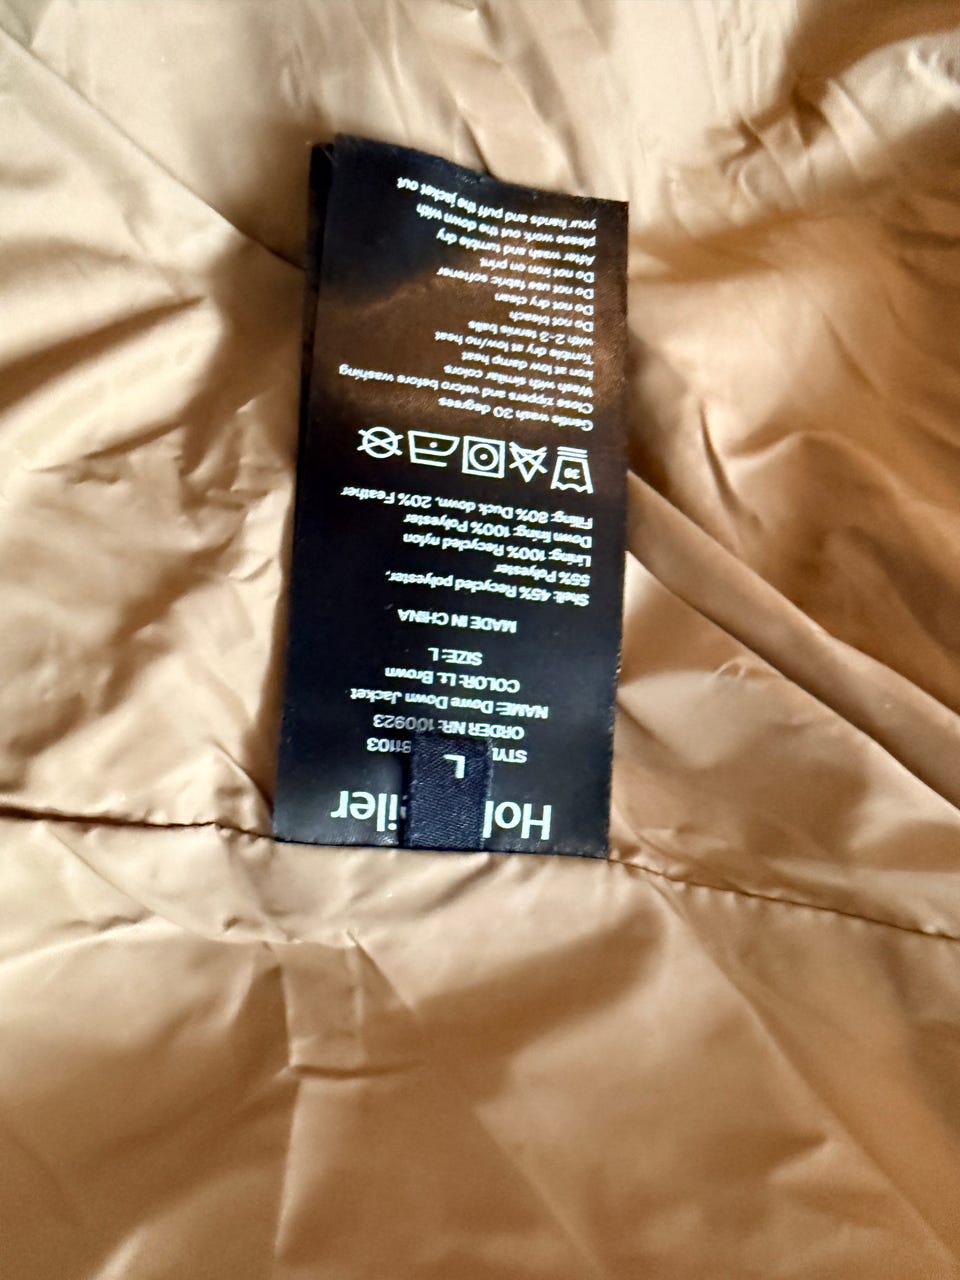 Hol eiler
L
STYL 31103
ORDER NR: 100923
NAME: Dovre Down Jacket
COLOR: Lt. Brown
SIZE: L
MADE IN CHINA
Shell: 45% Recycled polyester,
55% Polyester
Lining: 100% Recycled nylon
Down lining: 100% Polyester
Filling: 80% Duck down, 20% Feather
30
Gentle wash 30 degrees
Close zippers and velcro before washing
Wash with similar colors
Iron at low damp heat
Tumble dry at low/no heat
with 2-3 tennis balls
Do not bleach
Do not dry clean
Do not use fabric softener
Do not iron on print
After wash and tumble dry
please work out the down with
your hands and puff the jacket out